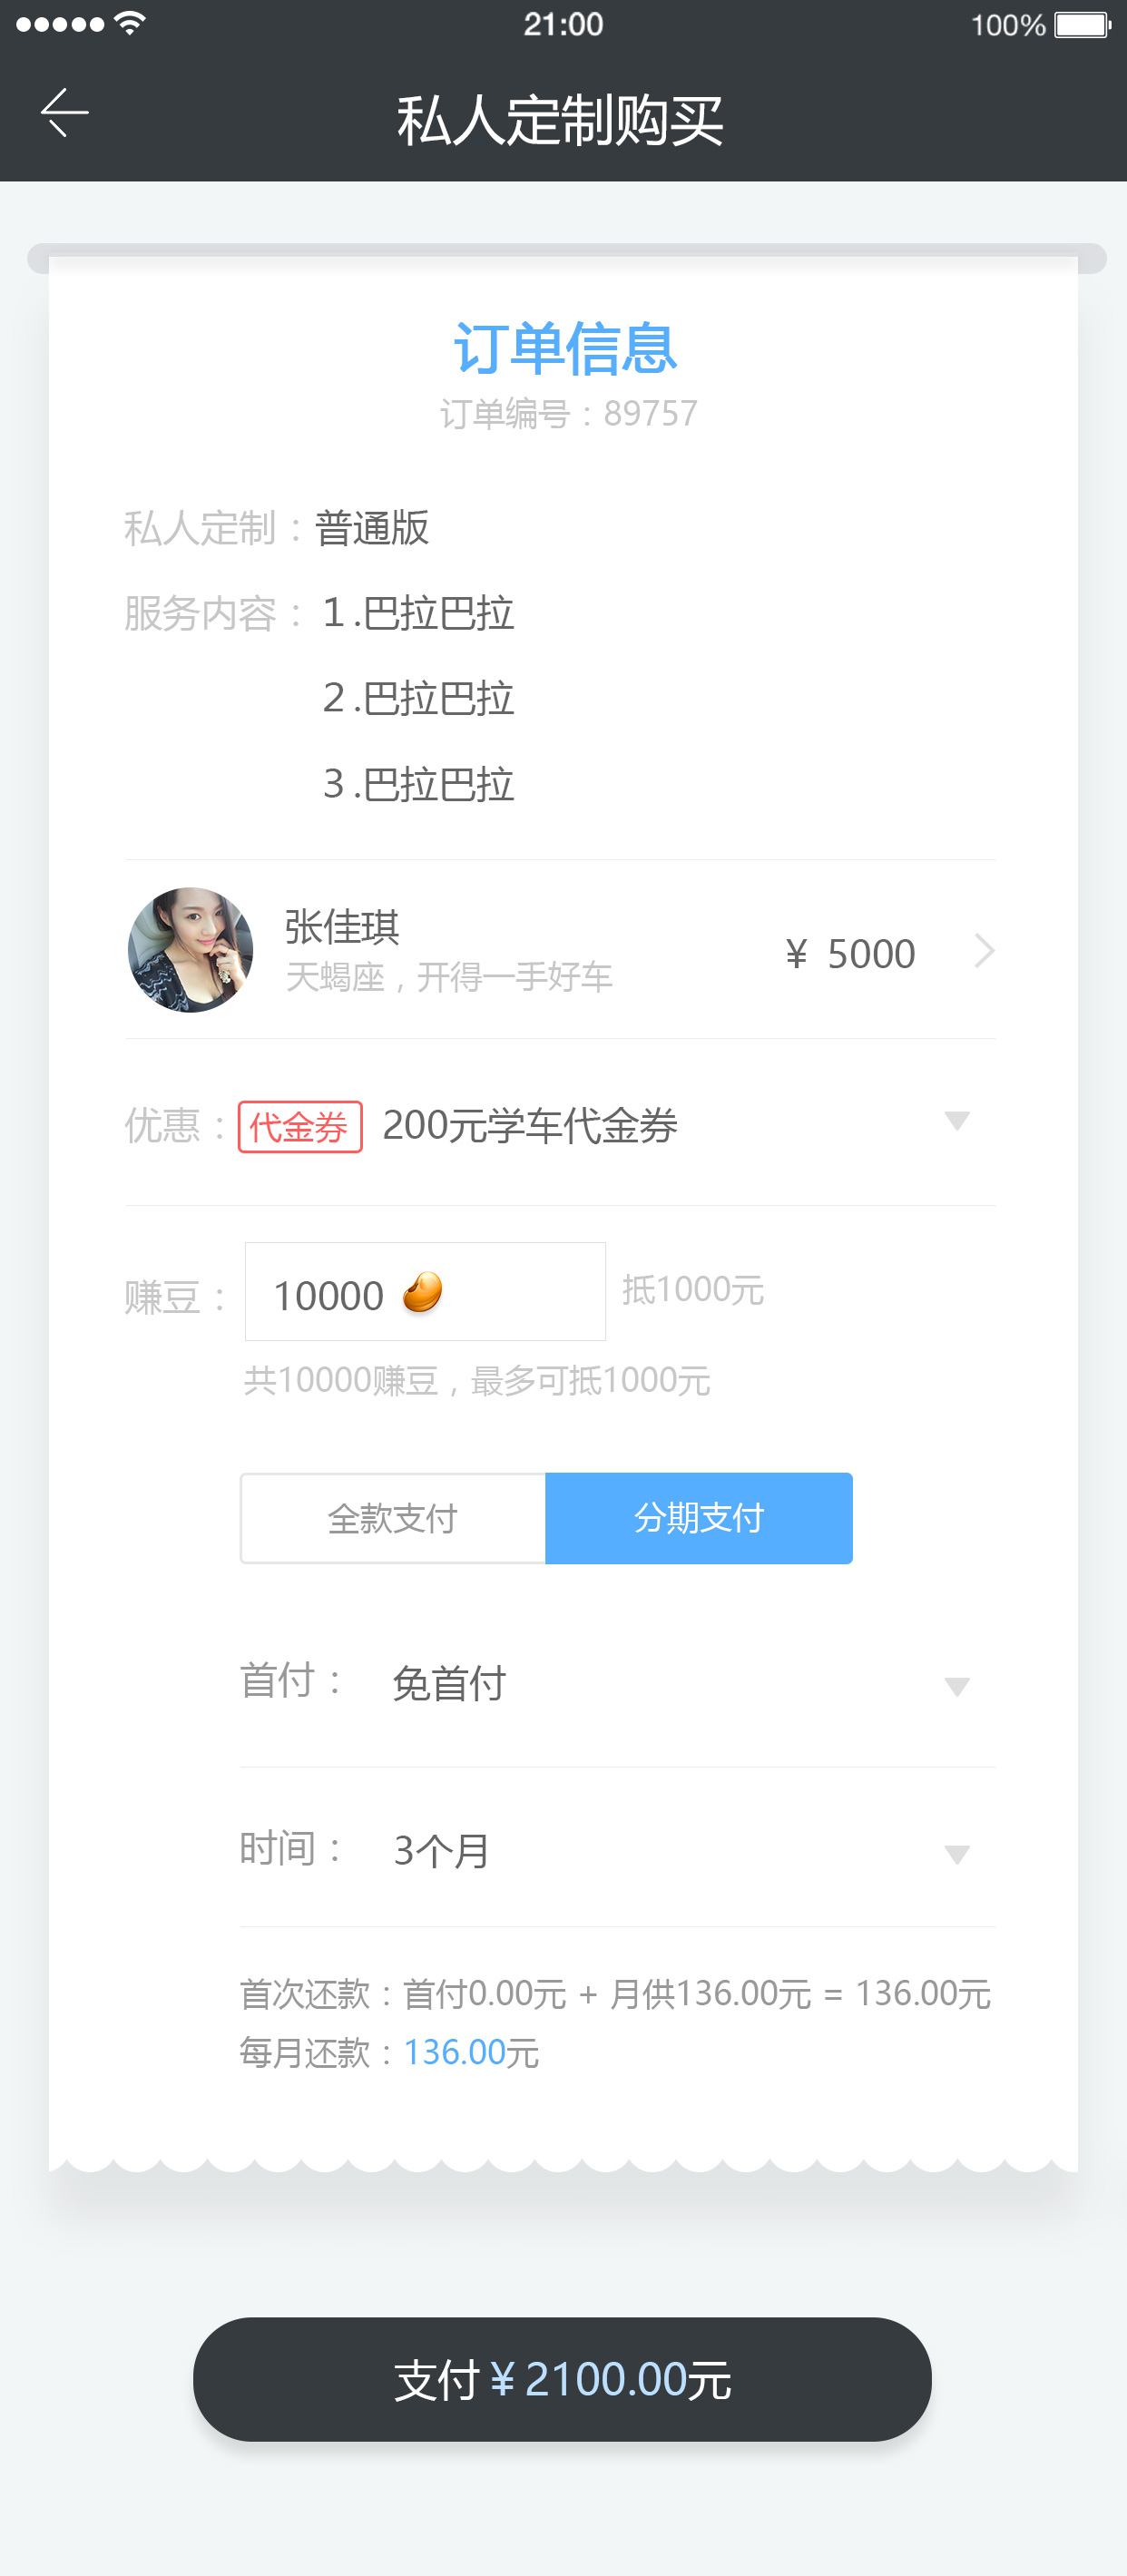 21:00
100%
私人定制购买
订单信息
订单编号：89757
私人定制：普通版
服务内容：1.巴拉巴拉
2.巴拉巴拉
3.巴拉巴拉
张佳琪
天蝎座，开得一手好车
¥ 5000
优惠：代金券 200元学车代金券
赚豆：10000 抵1000元
共10000赚豆，最多可抵1000元
全款支付 分期支付
首付：免首付
时间：3个月
首次还款：首付0.00元 + 月供136.00元 = 136.00元
每月还款：136.00元
支付¥2100.00元